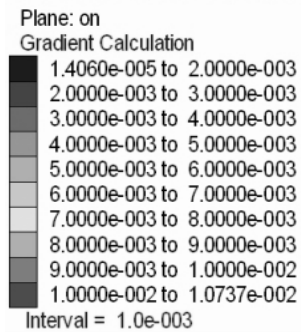 Plane: on
Gradient Calculation
1.4060e-005 to 2.0000e-003
2.0000e-003 to 3.0000e-003
3.0000e-003 to 4.0000e-003
4.0000e-003 to 5.0000e-003
5.0000e-003 to 6.0000e-003
6.0000e-003 to 7.0000e-003
7.0000e-003 to 8.0000e-003
8.0000e-003 to 9.0000e-003
9.0000e-003 to 1.0000e-002
1.0000e-002 to 1.0737e-002
Interval = 1.0e-003